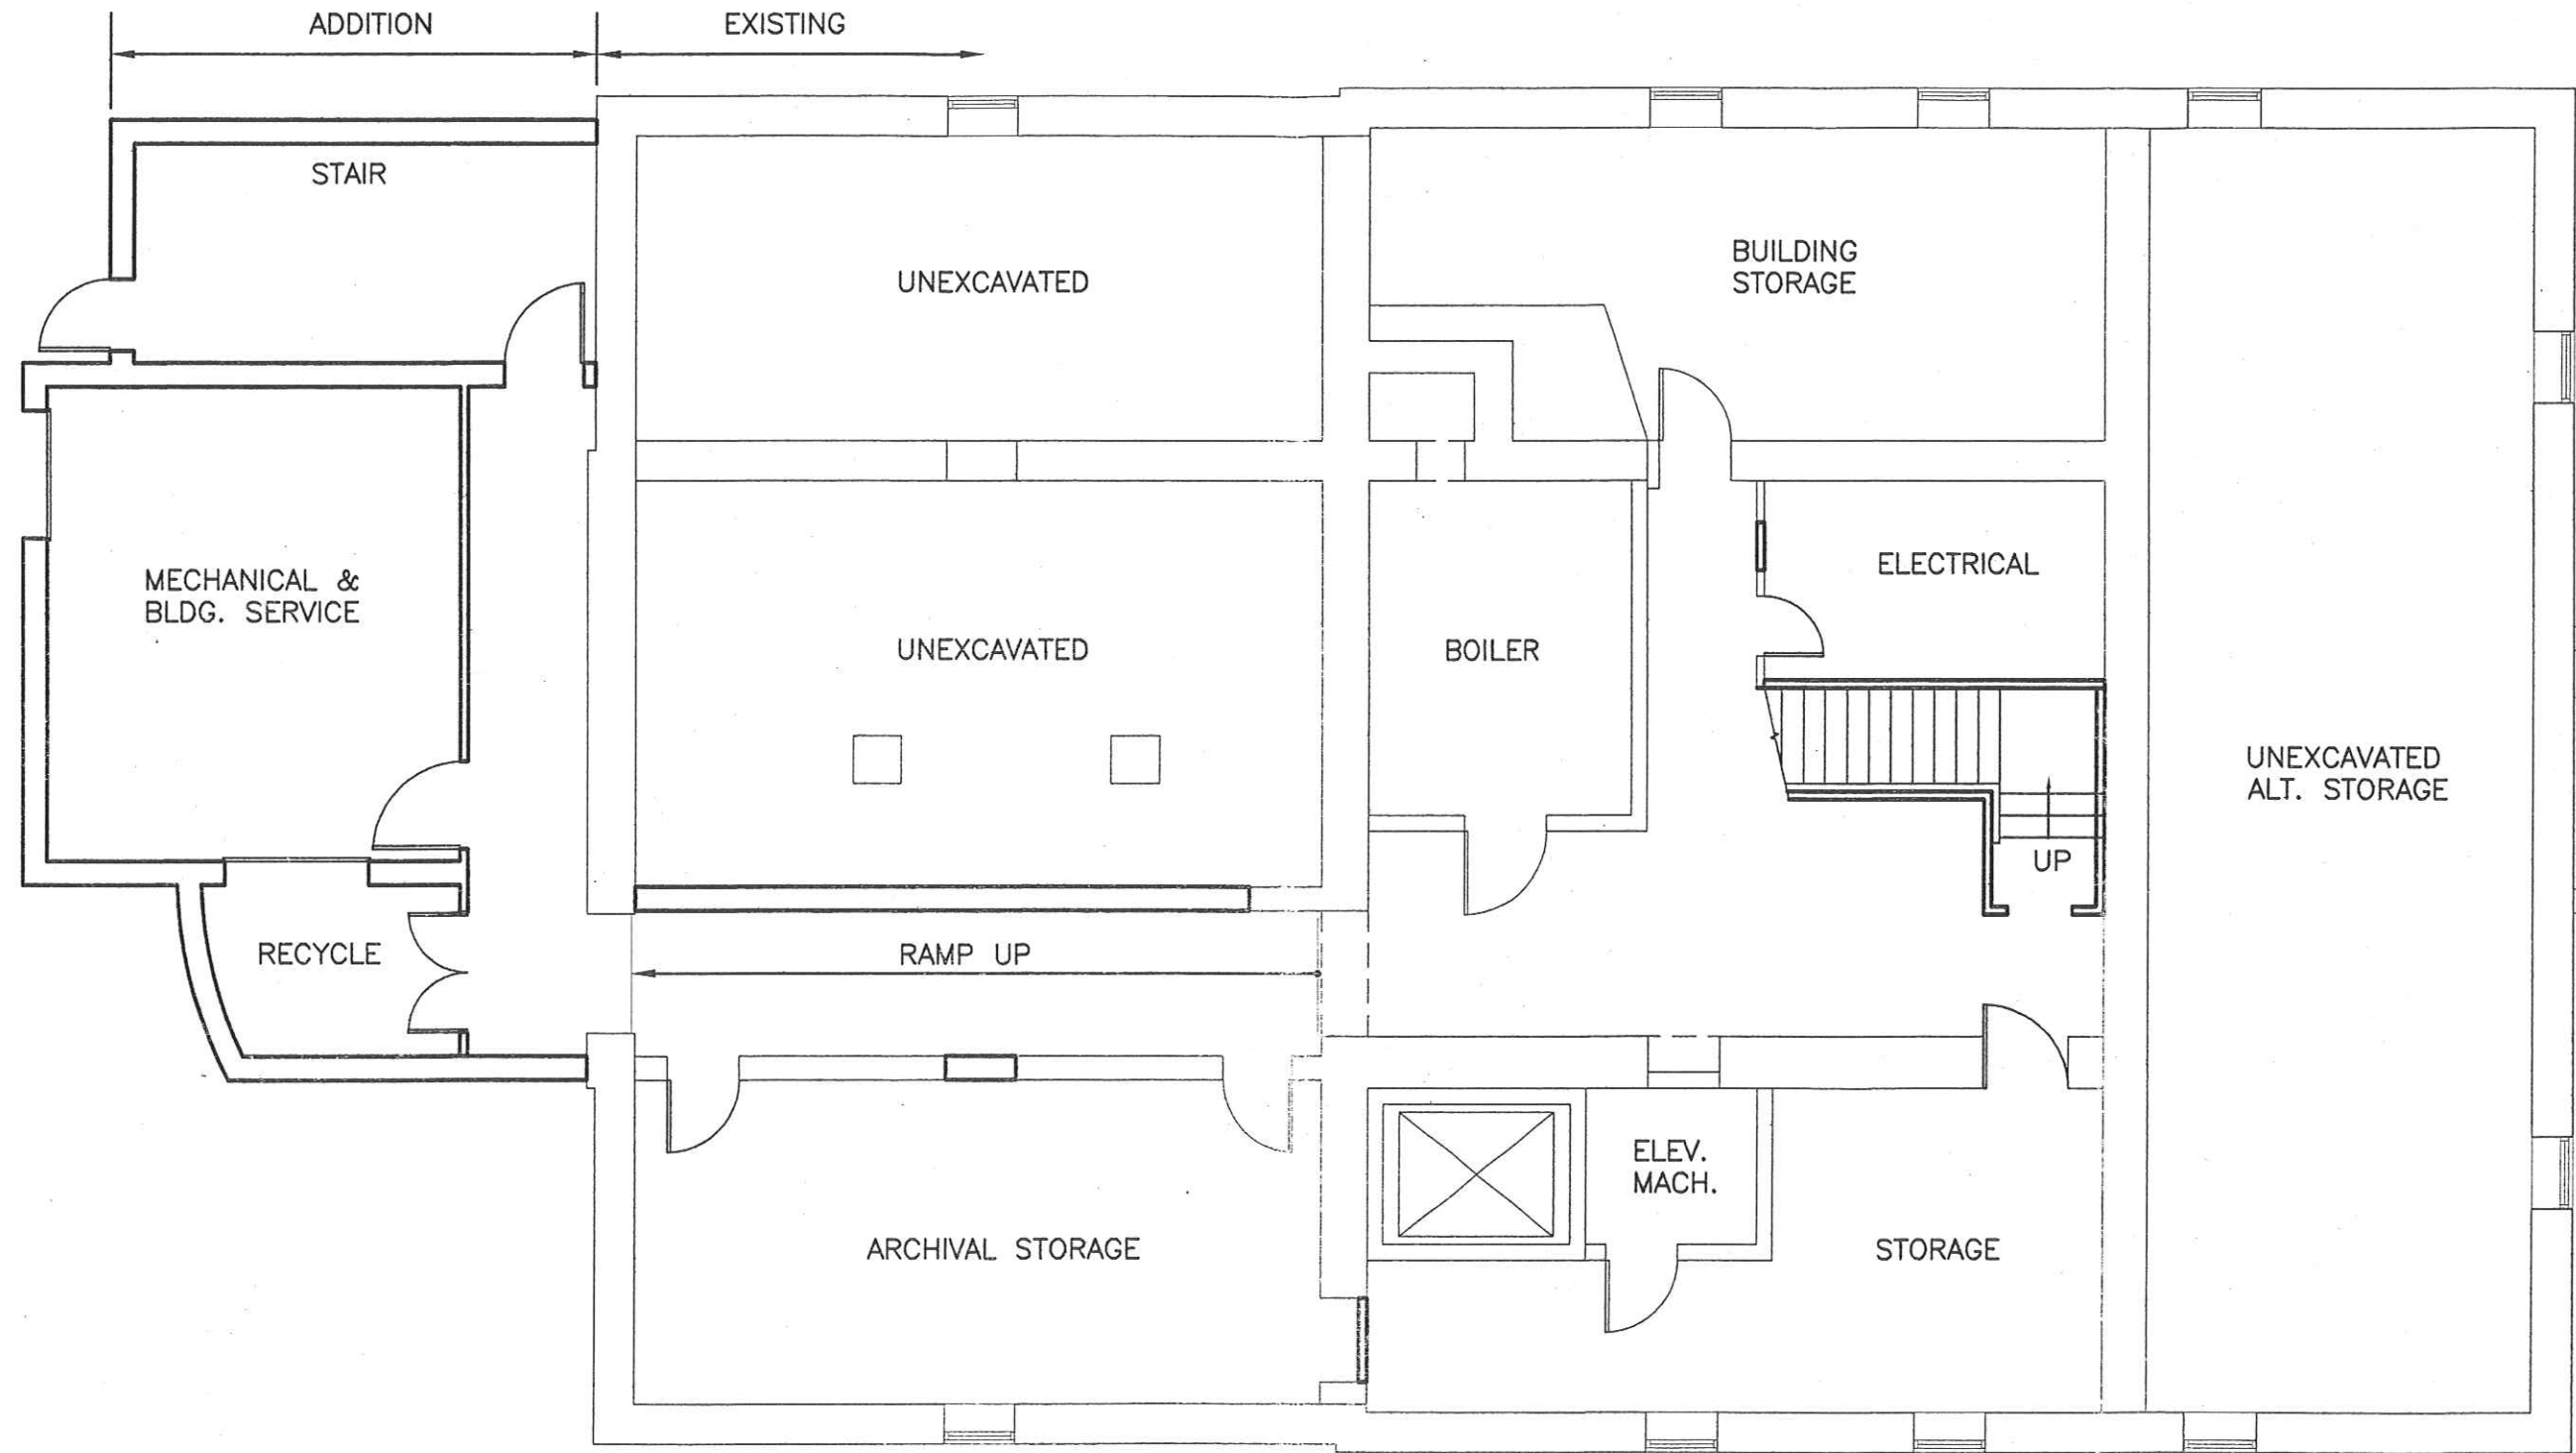 ADDITION
EXISTING
STAIR
UNEXCAVATED
BUILDING
STORAGE
MECHANICAL &
BLDG. SERVICE
UNEXCAVATED
BOILER
ELECTRICAL
UNEXCAVATED
ALT. STORAGE
UP
RECYCLE
RAMP UP
ARCHIVAL STORAGE
ELEV.
MACH.
STORAGE